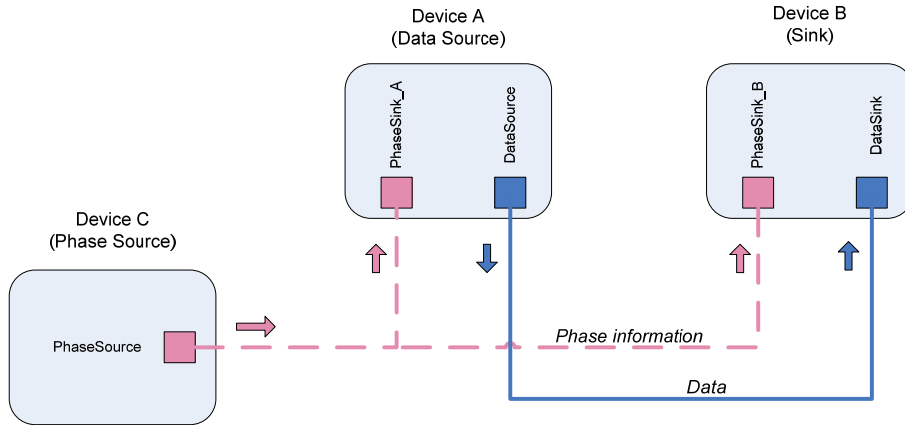 Device A
(Data Source)
Device B
(Sink)
PhaseSink_A
DataSource
PhaseSink_B
DataSink
Device C
(Phase Source)
PhaseSource
Phase information
Data